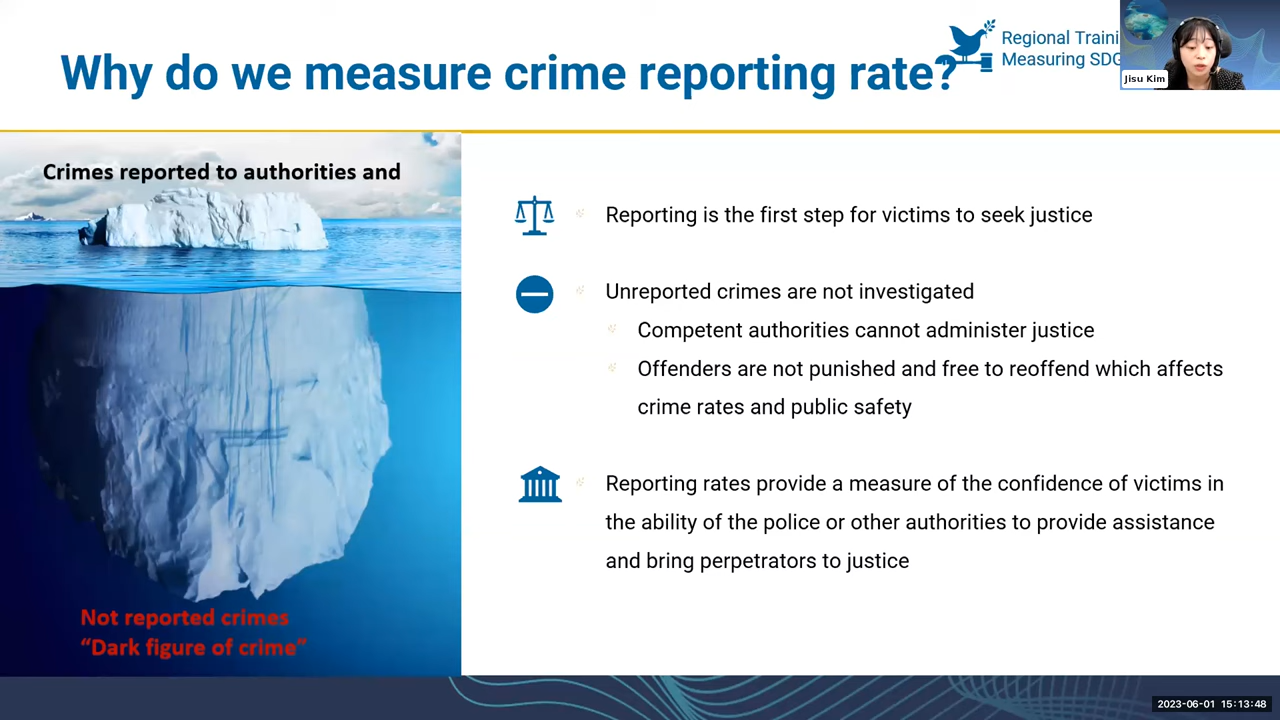 Why do we measure crime reporting rate?
Regional Traini
Measuring SDG
Jisu Kim
Crimes reported to authorities and
Reporting is the first step for victims to seek justice
Unreported crimes are not investigated
Competent authorities cannot administer justice
Offenders are not punished and free to reoffend which affects
crime rates and public safety
Reporting rates provide a measure of the confidence of victims in
the ability of the police or other authorities to provide assistance
and bring perpetrators to justice
Not reported crimes
“Dark figure of crime”
2023-06-01 15:13:48